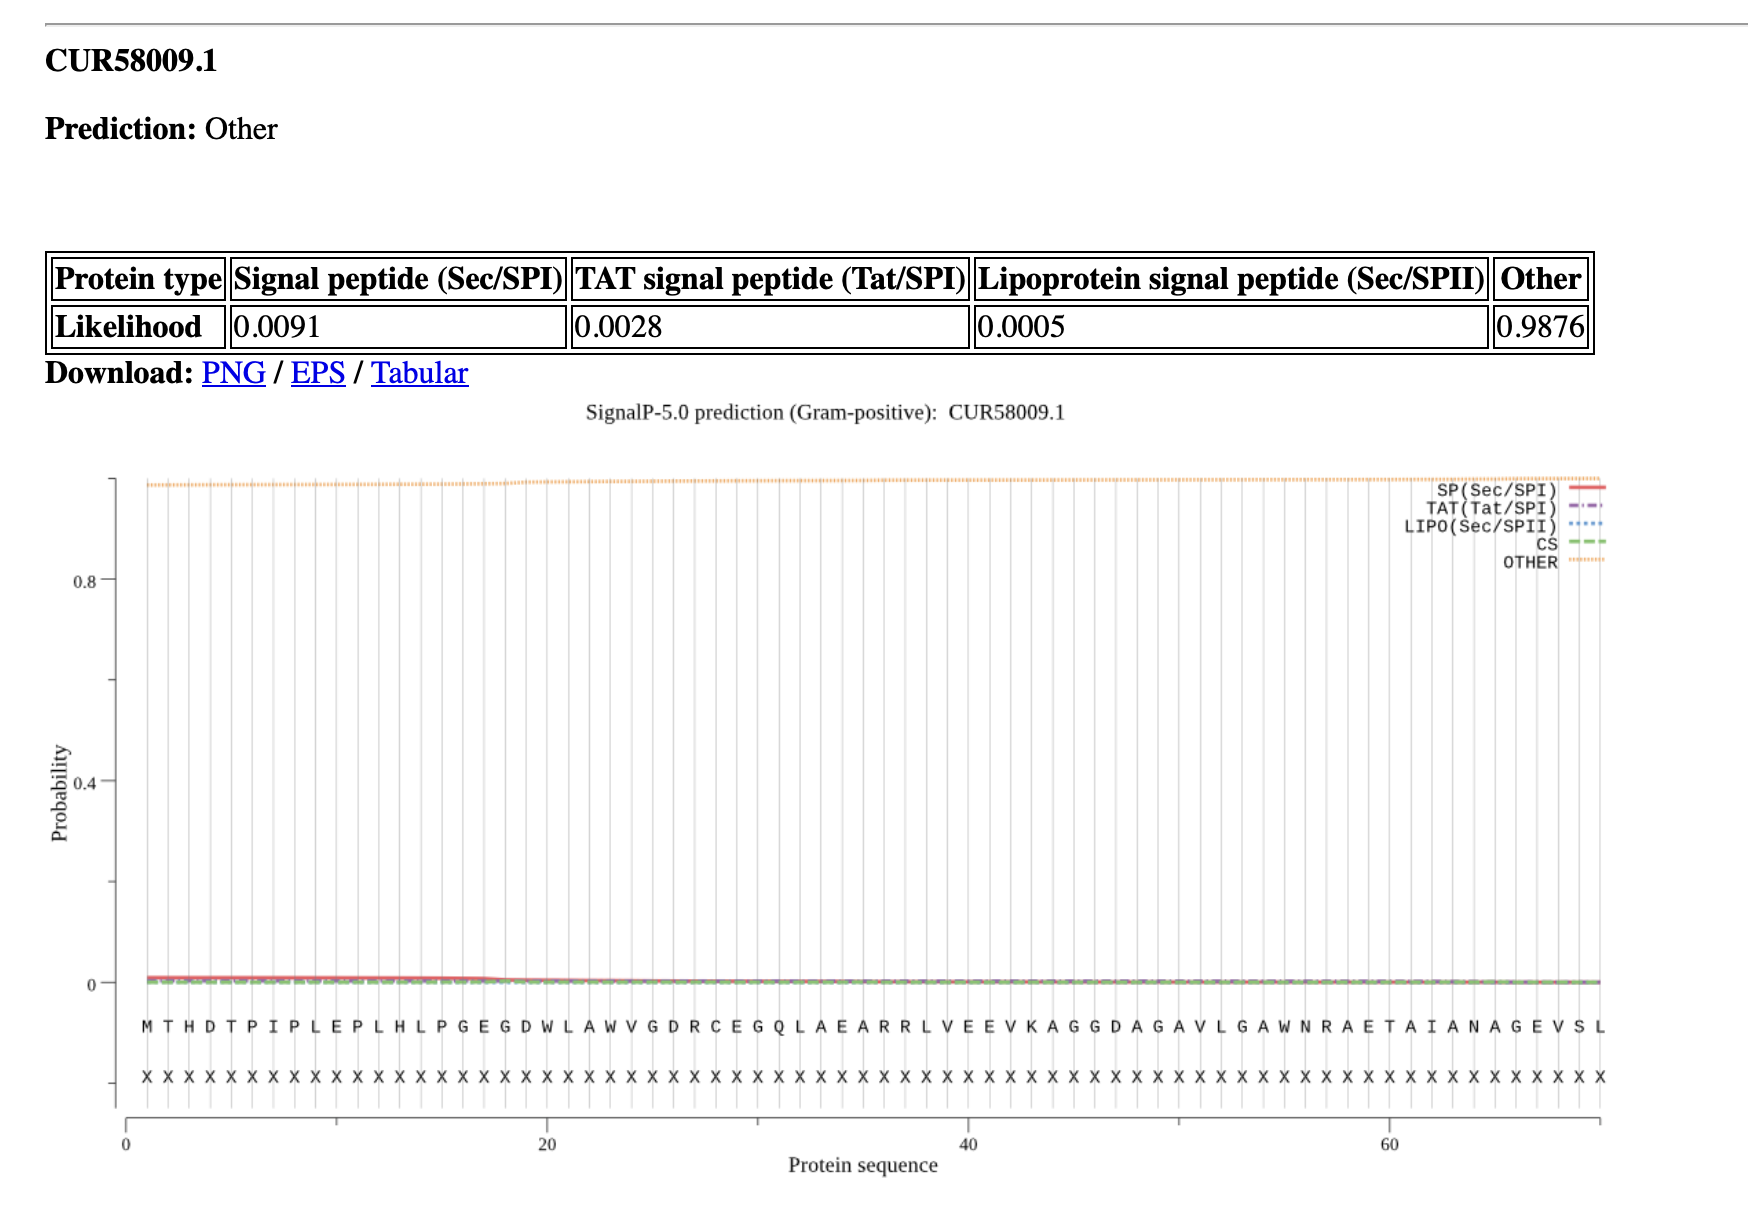 CUR58009.1
Prediction: Other
Protein type Signal peptide (Sec/SPI) TAT signal peptide (Tat/SPI) Lipoprotein signal peptide (Sec/SPII) Other
Likelihood 0.0091 0.0028 0.0005 0.9876
Download: PNG / EPS / Tabular
SignalP-5.0 prediction (Gram-positive): CUR58009.1
SP(Sec/SPI)
TAT(Tat/SPI)
LIPO(Sec/SPII)
CS
OTHER
0.8
0.4
0
Probability
M T H D T P I P L E P L H L P G E G D W L A W V G D R C E G Q L A E A R R L V E E V K A G G D A G A V L G A W N R A E T A I A N A G E V S L
X X X X X X X X X X X X X X X X X X X X X X X X X X X X X X X X X X X X X X X X X X X X X X X X X X X X X X X X X X X X X X X X X X X X X X
0 20 40 60
Protein sequence